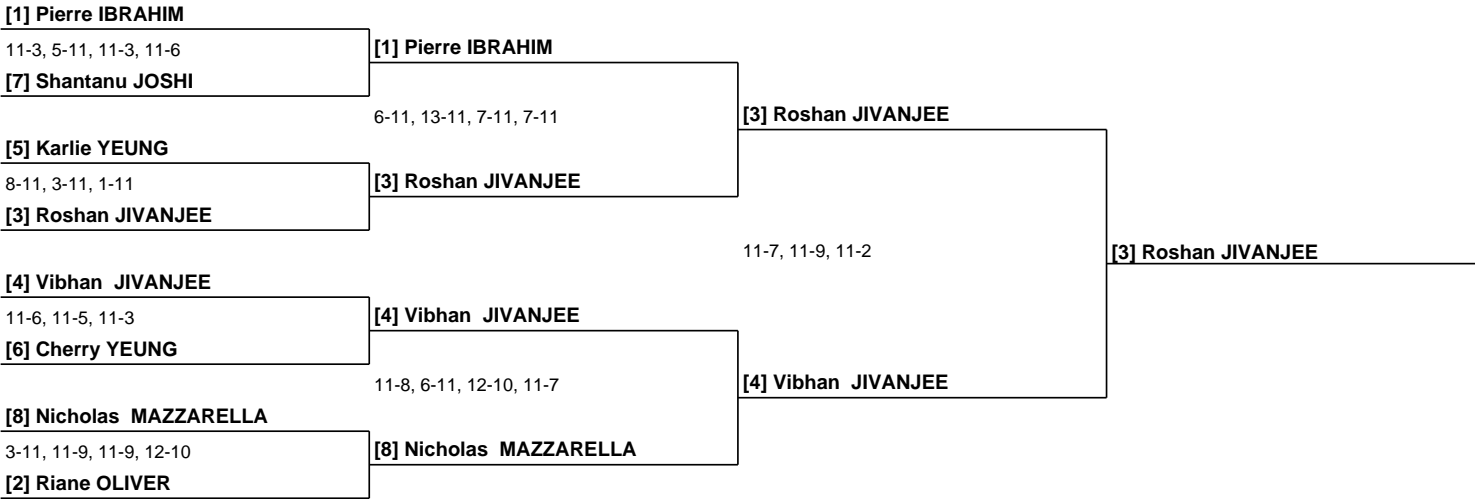 [1] Pierre IBRAHIM
11-3, 5-11, 11-3, 11-6
[7] Shantanu JOSHI
[5] Karlie YEUNG
8-11, 3-11, 1-11
[3] Roshan JIVANJEE
[4] Vibhan  JIVANJEE
11-6, 11-5, 11-3
[6] Cherry YEUNG
[8] Nicholas  MAZZARELLA
3-11, 11-9, 11-9, 12-10
[2] Riane OLIVER
[1] Pierre IBRAHIM
6-11, 13-11, 7-11, 7-11
[3] Roshan JIVANJEE
[4] Vibhan  JIVANJEE
11-8, 6-11, 12-10, 11-7
[8] Nicholas  MAZZARELLA
[3] Roshan JIVANJEE
11-7, 11-9, 11-2
[4] Vibhan  JIVANJEE
[3] Roshan JIVANJEE